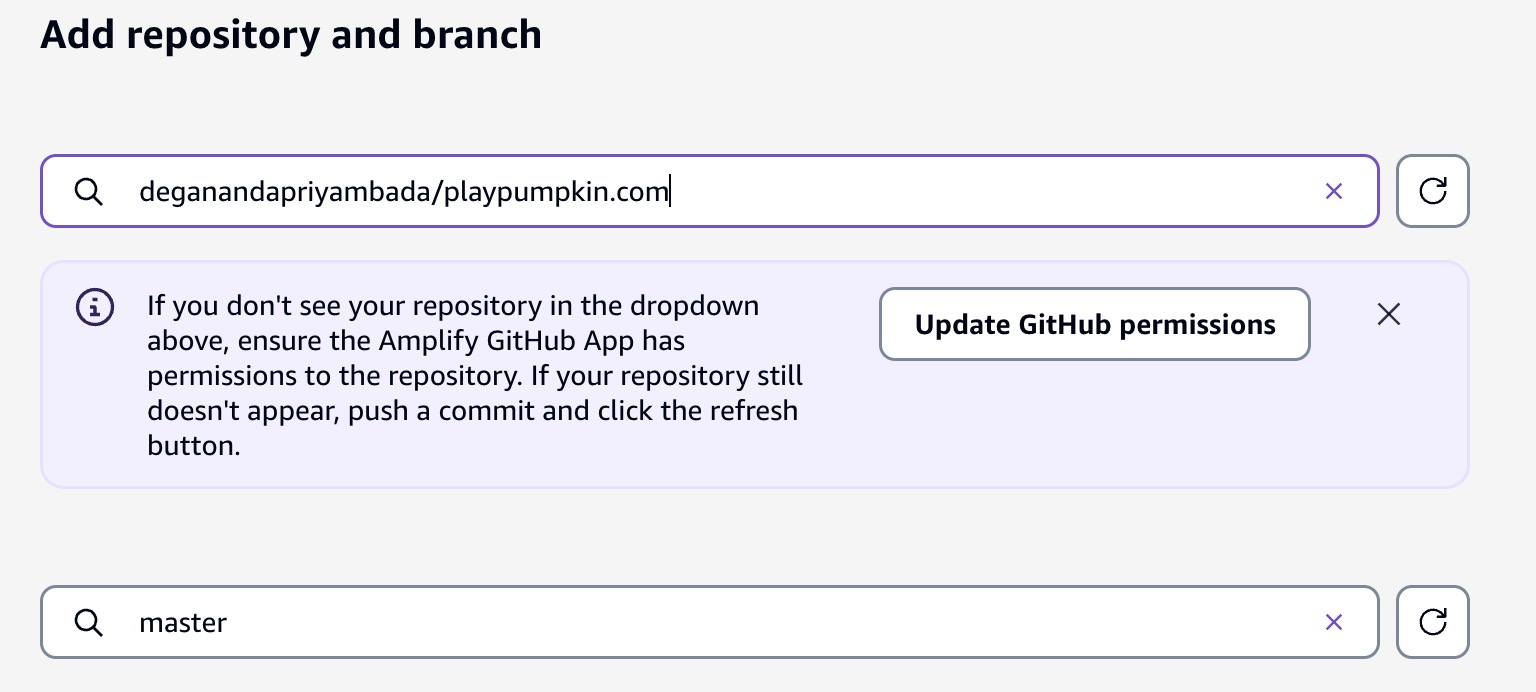 Add repository and branch
deganandapriyambada/playpumpkin.com
If you don't see your repository in the dropdown
above, ensure the Amplify GitHub App has
permissions to the repository. If your repository still
doesn't appear, push a commit and click the refresh
button.
Update GitHub permissions
master